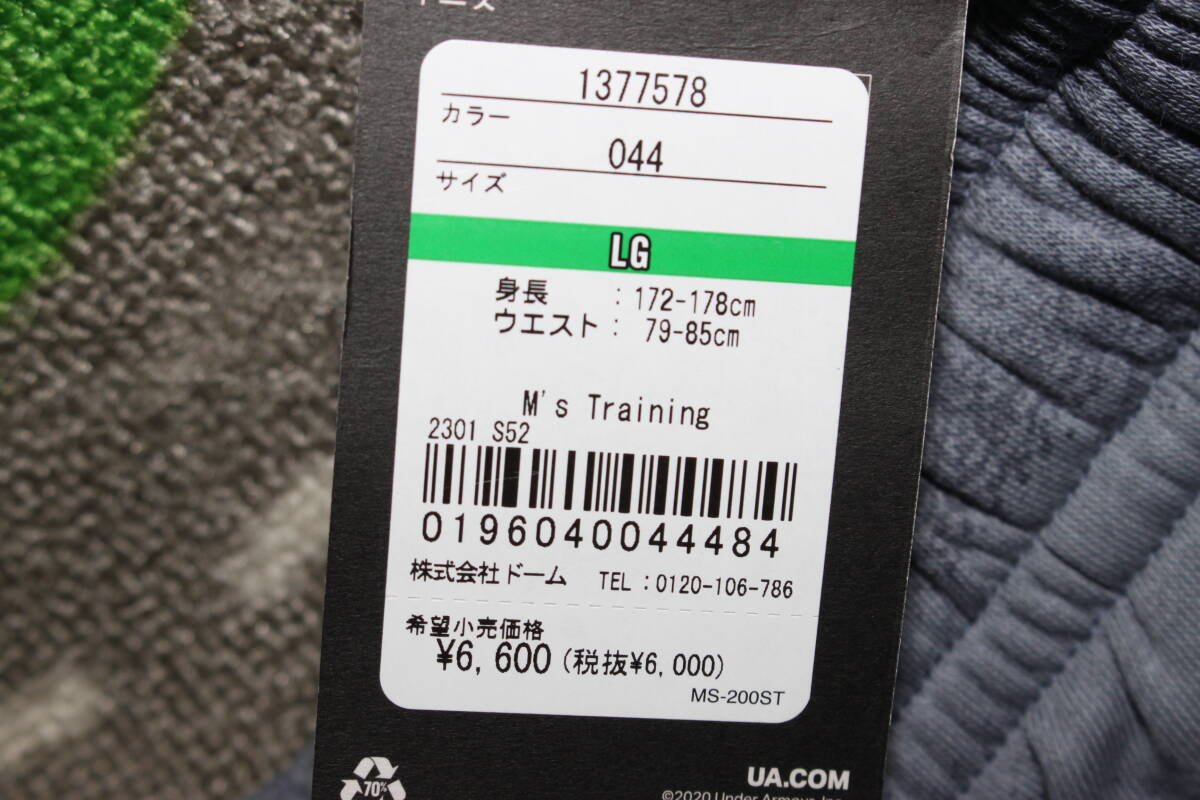 1377578
カラー
044
サイズ
LG
身長 : 172-178cm
ウエスト : 79-85cm
M's Training
2301 S52
0196040044484
株式会社ドーム TEL : 0120-106-786
希望小売価格
¥6,600 (税抜¥6,000)
MS-200ST
70%
UA.COM
©2020 Under Armour, Inc.